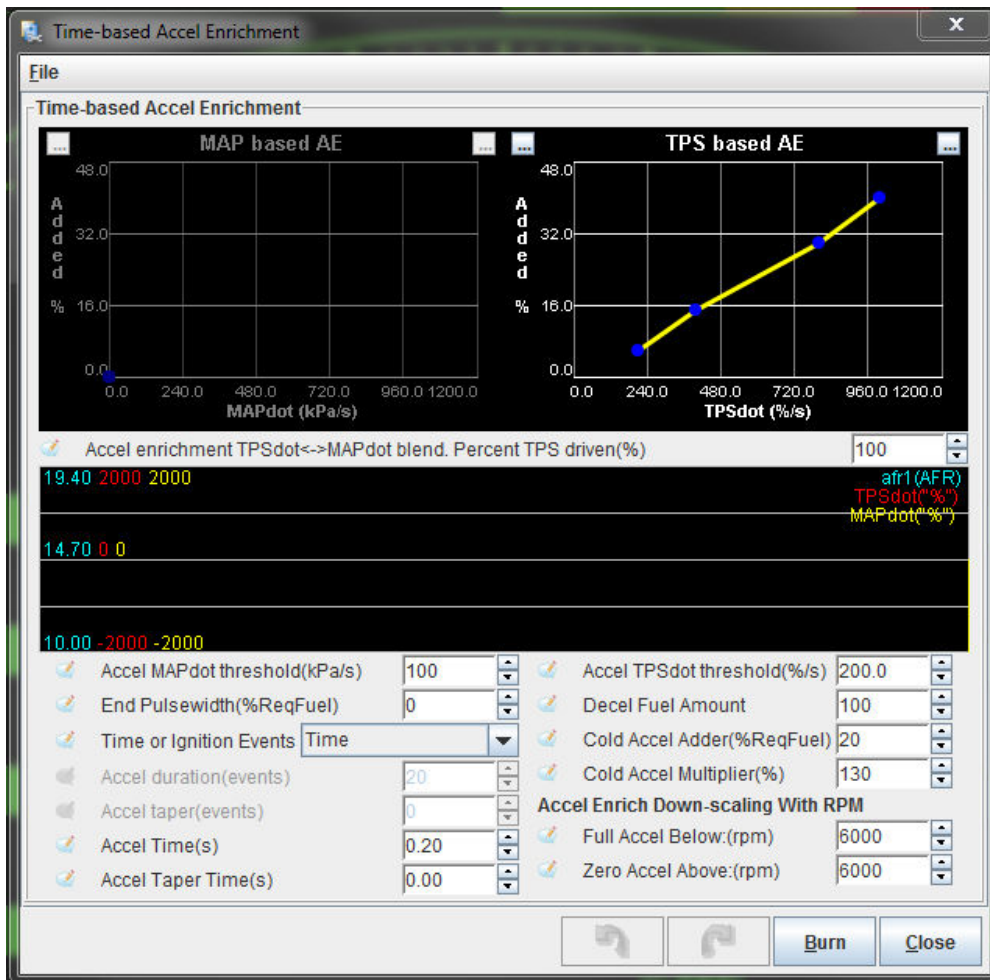 Time-based Accel Enrichment
X
File
Time-based Accel Enrichment
... MAP based AE ...
48.0
Added %
32.0
16.0
0.0
0.0 240.0 480.0 720.0 960.0 1200.0
MAPdot (kPa/s)
... TPS based AE ...
48.0
Added %
32.0
16.0
0.0
0.0 240.0 480.0 720.0 960.0 1200.0
TPSdot (%/s)
Accel enrichment TPSdot<->MAPdot blend. Percent TPS driven(%) 100
19.40 2000 2000 afr1(AFR)
TPSdot("%")
MAPdot("%")
14.70 0 0
10.00 -2000 -2000
Accel MAPdot threshold(kPa/s) 100
End Pulsewidth(%ReqFuel) 0
Time or Ignition Events Time
Accel duration(events) 20
Accel taper(events) 0
Accel Time(s) 0.20
Accel Taper Time(s) 0.00
Accel TPSdot threshold(%/s) 200.0
Decel Fuel Amount 100
Cold Accel Adder(%ReqFuel) 20
Cold Accel Multiplier(%) 130
Accel Enrich Down-scaling With RPM
Full Accel Below:(rpm) 6000
Zero Accel Above:(rpm) 6000
Burn Close